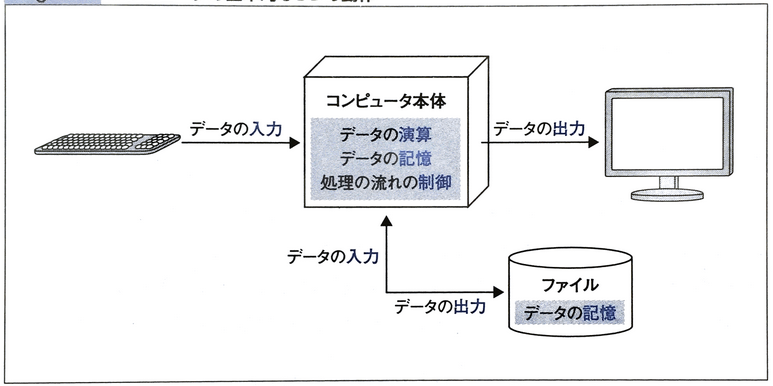 コンピュータ本体
データの演算
データの記憶
処理の流れの制御
データの入力
データの出力
データの入力
データの出力
ファイル
データの記憶